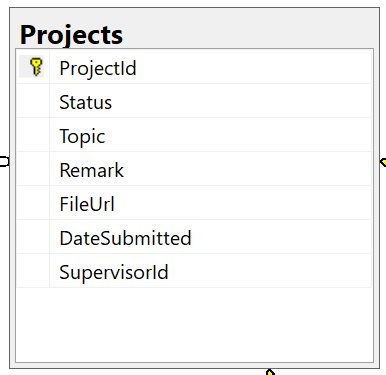 Projects
ProjectId
Status
Topic
Remark
FileUrl
DateSubmitted
SupervisorId